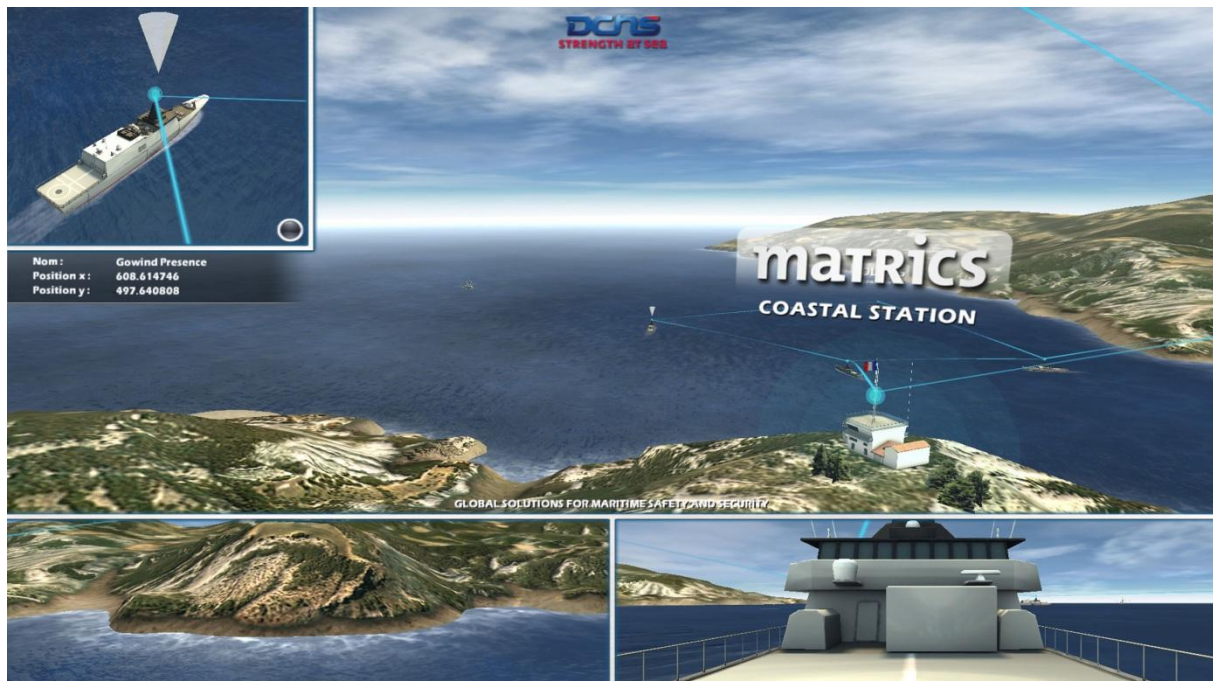 DCNS
STRENGTH AT SEA
Nom : Gowind Presence
Position x : 608.614746
Position y : 497.640808
maTRiCS
COASTAL STATION
GLOBAL SOLUTIONS FOR MARITIME SAFETY AND SECURITY